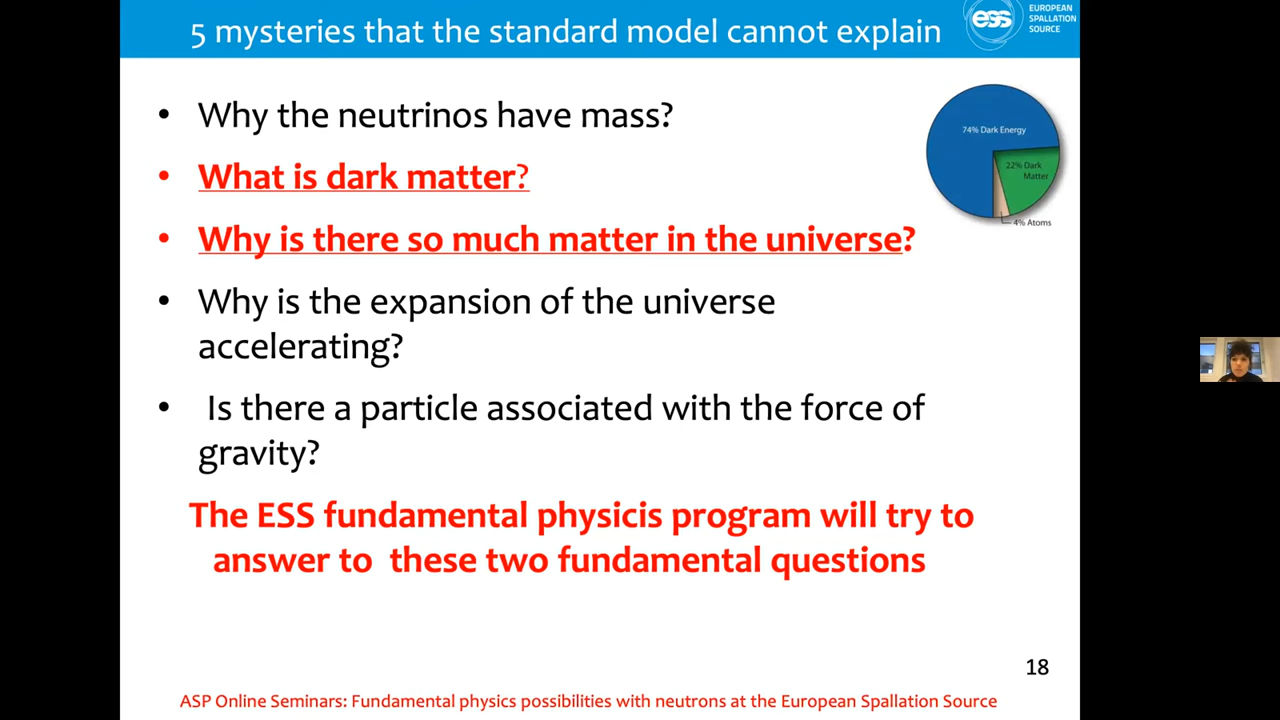 5 mysteries that the standard model cannot explain
ess
EUROPEAN
SPALLATION
SOURCE
• Why the neutrinos have mass?
• What is dark matter?
• Why is there so much matter in the universe?
• Why is the expansion of the universe
accelerating?
• Is there a particle associated with the force of
gravity?
74% Dark Energy
22% Dark
Matter
4% Atoms
The ESS fundamental physicis program will try to
answer to these two fundamental questions
18
ASP Online Seminars: Fundamental physics possibilities with neutrons at the European Spallation Source